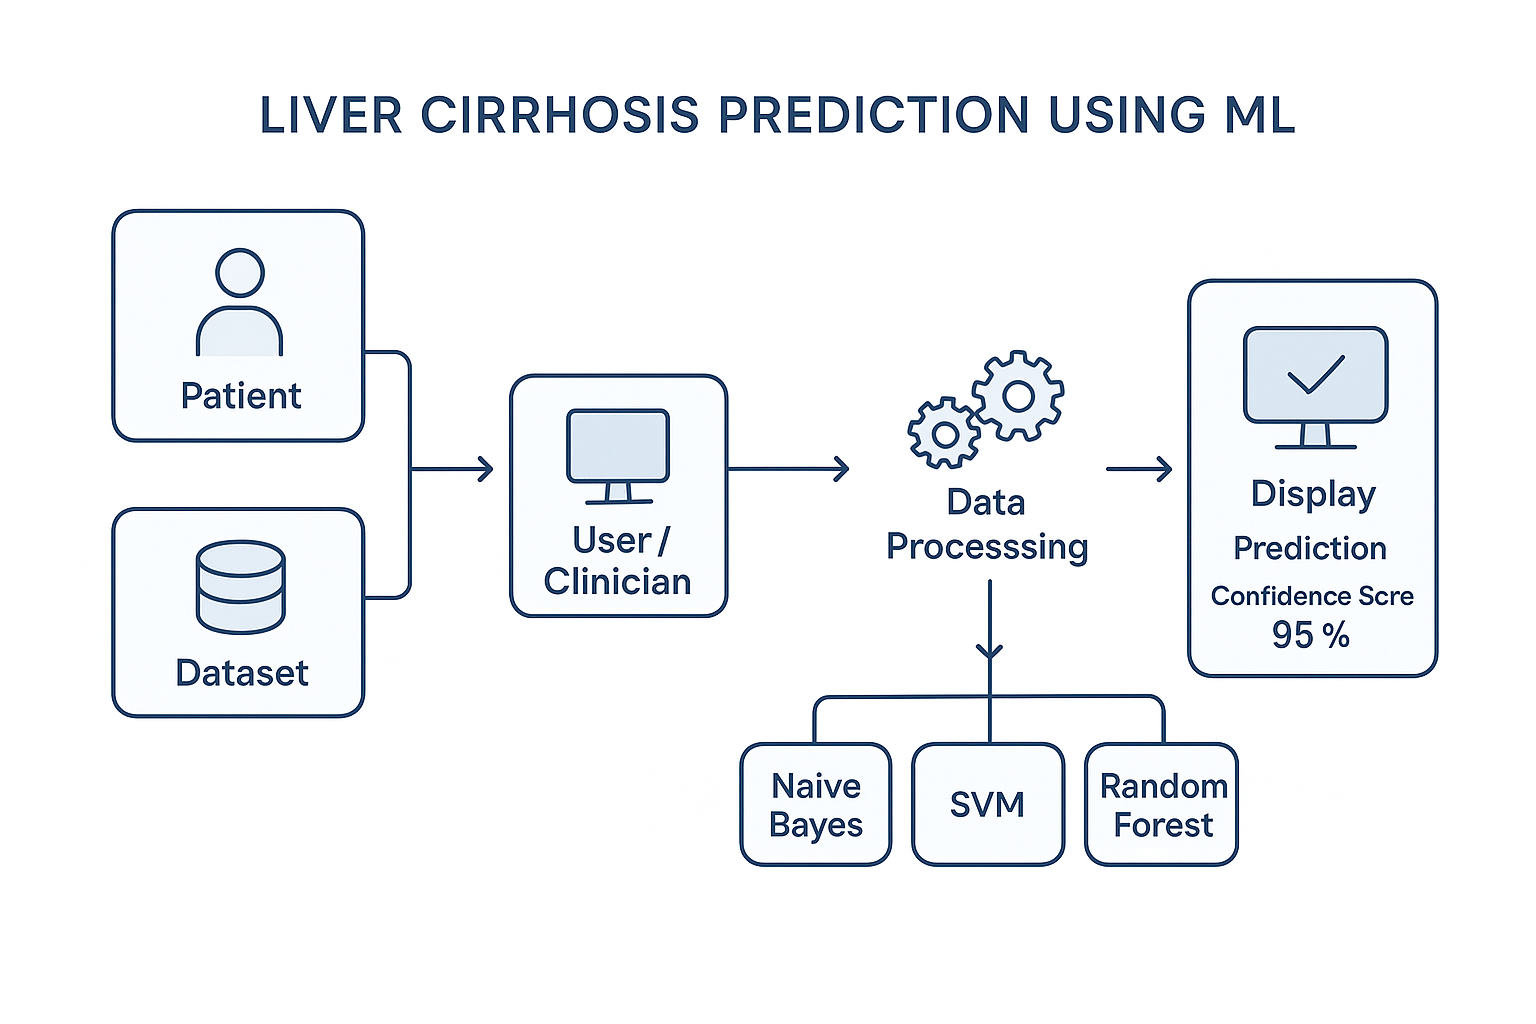 LIVER CIRRHOSIS PREDICTION USING ML
Patient
Dataset
User /
Clinician
Data
Processsing
Naive
Bayes
SVM
Random
Forest
Display
Prediction
Confidence Scre
95 %